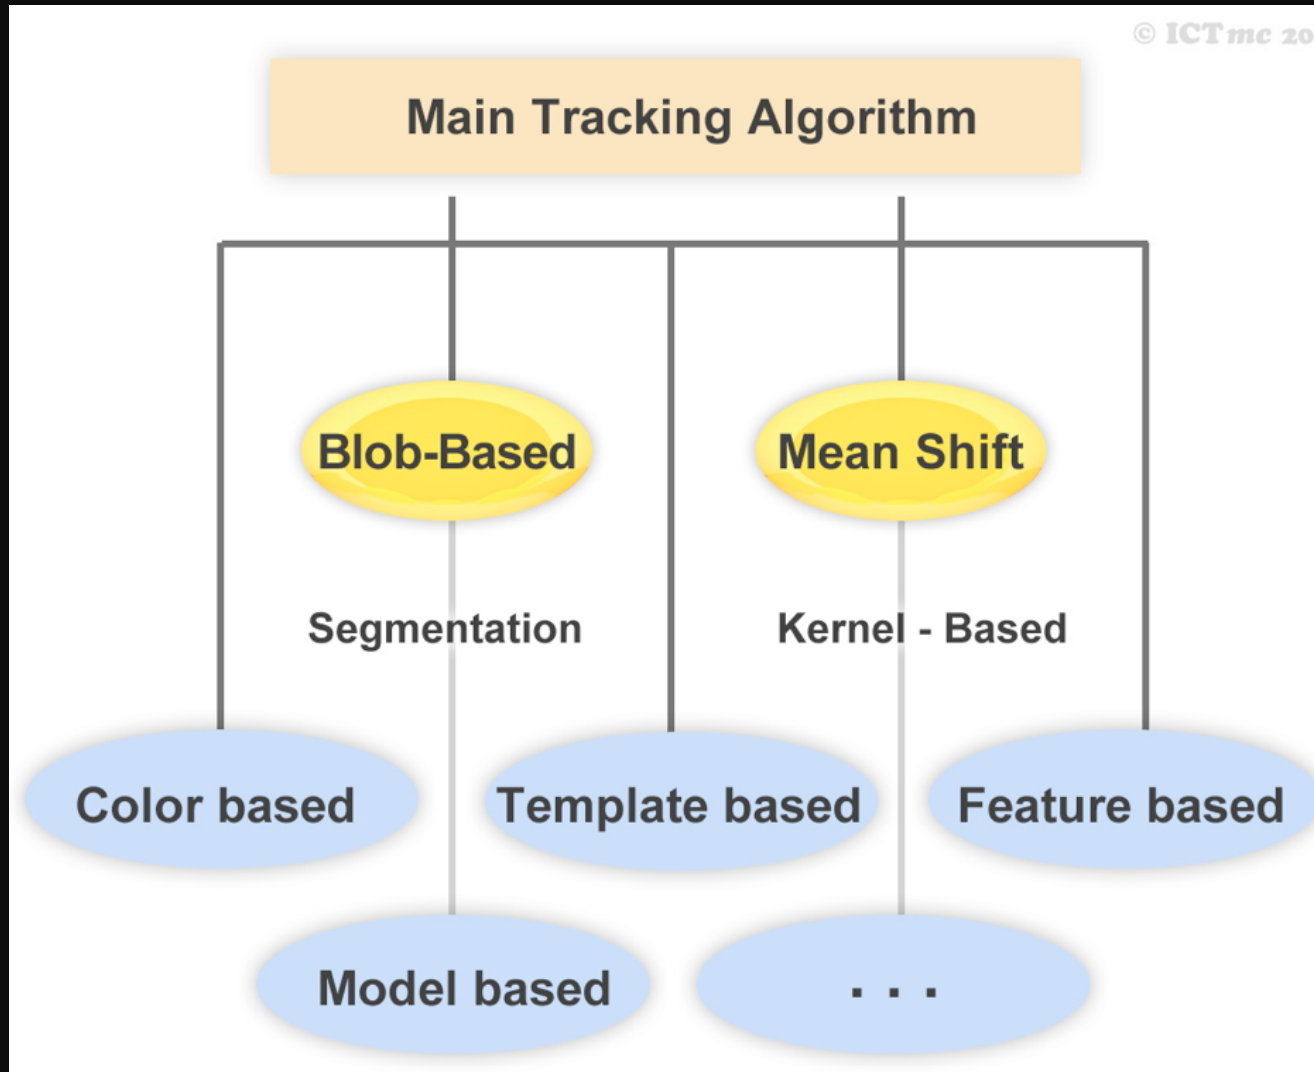 © ICTmc 20
Main Tracking Algorithm
Blob-Based
Mean Shift
Segmentation
Kernel - Based
Color based
Template based
Feature based
Model based
. . .